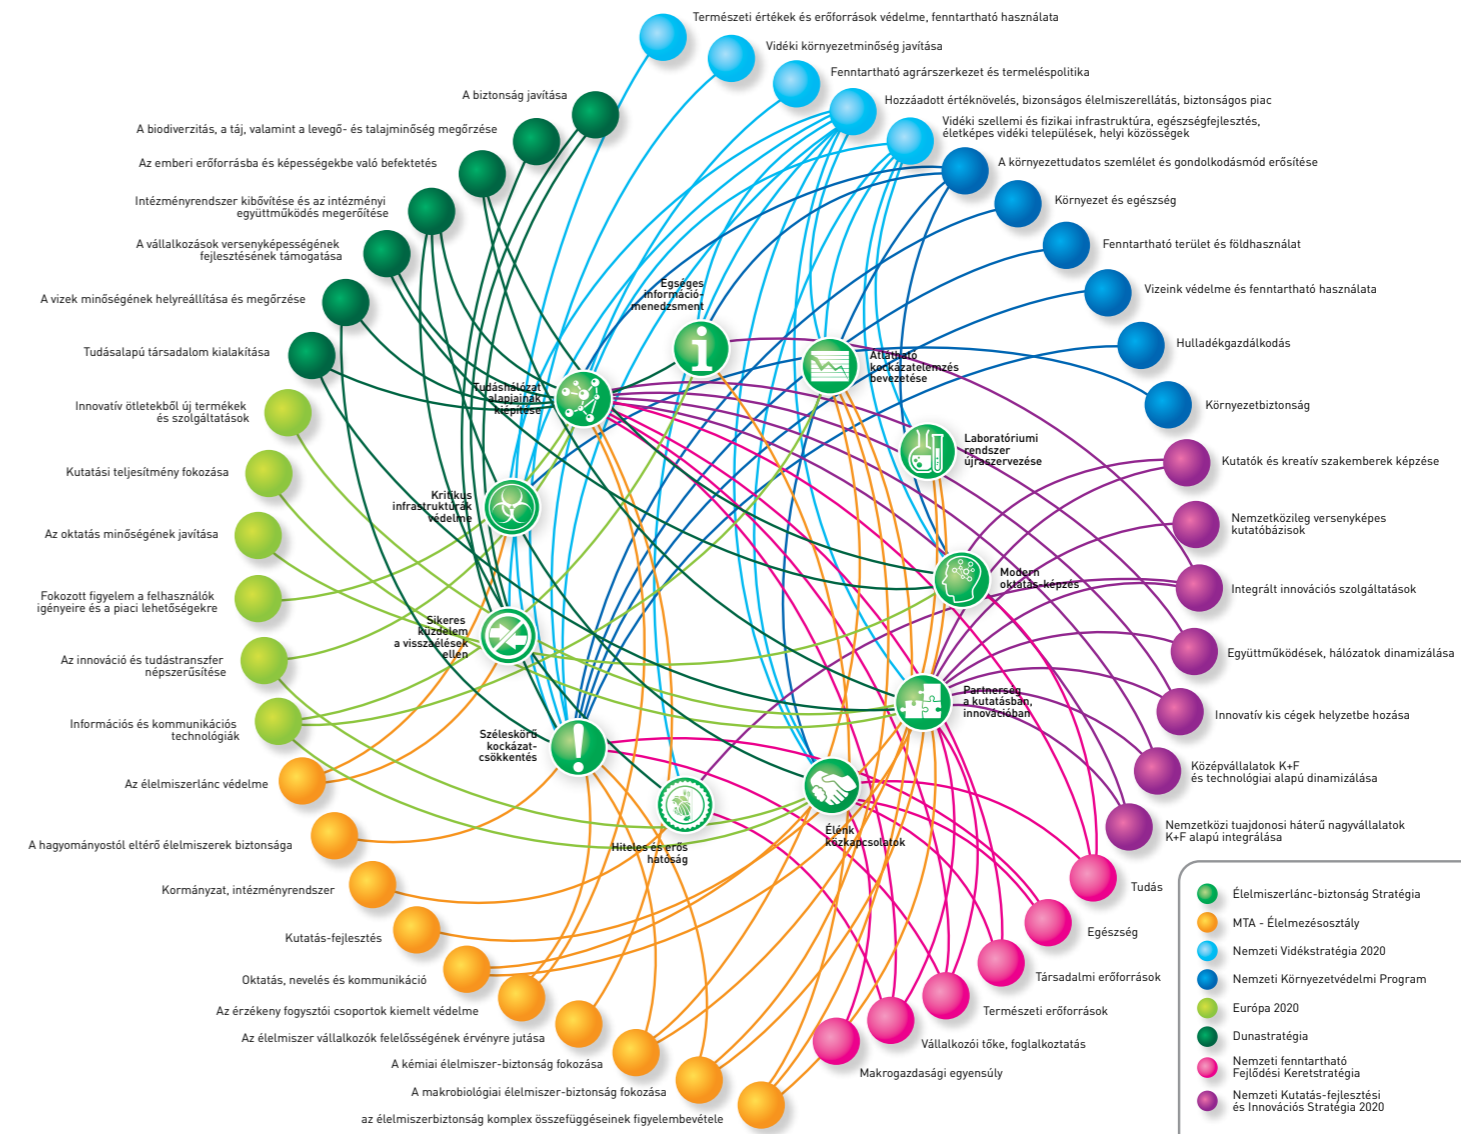 Természeti értékek és erőforrások védelme, fenntartható használata
Vidéki környezetminőség javítása
Fenntartható agrárszerkezet és termeléspolitika
Hozzáadott értéknövelés, bizonságos élelmiszerellátás, biztonságos piac
Vidéki szellemi és fizikai infrastruktúra, egészségfejlesztés,
életképes vidéki települések, helyi közösségek
A környezettudatos szemlélet és gondolkodásmód erősítése
Környezet és egészség
Fenntartható terület és földhasználat
Vizeink védelme és fenntartható használata
Hulladékgazdálkodás
Környezetbiztonság
Kutatók és kreatív szakemberek képzése
Nemzetközileg versenyképes
kutatóbázisok
Integrált innovációs szolgáltatások
Együttműködések, hálózatok dinamizálása
Innovatív kis cégek helyzetbe hozása
Középvállalatok K+F
és technológiai alapú dinamizálása
Nemzetközi tuajdonosi háterű nagyvállalatok
K+F alapú integrálása
Tudás
Egészség
Társadalmi erőforrások
Természeti erőforrások
Vállalkozói tőke, foglalkoztatás
Makrogazdasági egyensúly
A biztonság javítása
A biodiverzitás, a táj, valamint a levegő- és talajminőség megőrzése
Az emberi erőforrásba és képességekbe való befektetés
Intézményrendszer kibővítése és az intézményi
együttműködés megerőítése
A vállalkozások versenyképességének
fejlesztésének támogatása
A vizek minőségének helyreállítása és megőrzése
Tudásalapú társadalom kialakítása
Innovatív ötletekből új termékek
és szolgáltatások
Kutatási teljesítmény fokozása
Az oktatás minőségének javítása
Fokozott figyelem a felhasználók
igényeire és a piaci lehetőségekre
Az innováció és tudástranszfer
népszerűsítése
Információs és kommunikációs
technológiák
Az élelmiszerlánc védelme
A hagyományostól eltérő élelmiszerek biztonsága
Kormányzat, intézményrendszer
Kutatás-fejlesztés
Oktatás, nevelés és kommunikáció
Az érzékeny fogysztói csoportok kiemelt védelme
Az élelmiszer vállalkozók felelősségének érvényre jutása
A kémiai élelmiszer-biztonság fokozása
A makrobiológiai élelmiszer-biztonság fokozása
az élelmiszerbiztonság komplex összefüggéseinek figyelembevétele
Egséges
információ-
menedzsment
Átlátható
kockázatelemzés
bevezetése
Tudáshálózat
alapjainak
kiépítése
Laboratóriumi
rendszer
újraszervezése
Kritikus
infrastruktúrák
védelme
Modern
oktatás-képzés
Sikeres
küzdelem
a visszaélések
ellen
Partnerség
a kutatásban,
innovációban
Széleskörű
kockázat-
csökkentés
Hiteles és erős
hatóság
Élénk
közkapcsolatok
Élelmiszerlánc-biztonság Stratégia
MTA - Élelmezésosztály
Nemzeti Vidékstratégia 2020
Nemzeti Környezetvédelmi Program
Európa 2020
Dunastratégia
Nemzeti fenntartható
Fejlődési Keretstratégia
Nemzeti Kutatás-fejlesztési
és Innovációs Stratégia 2020